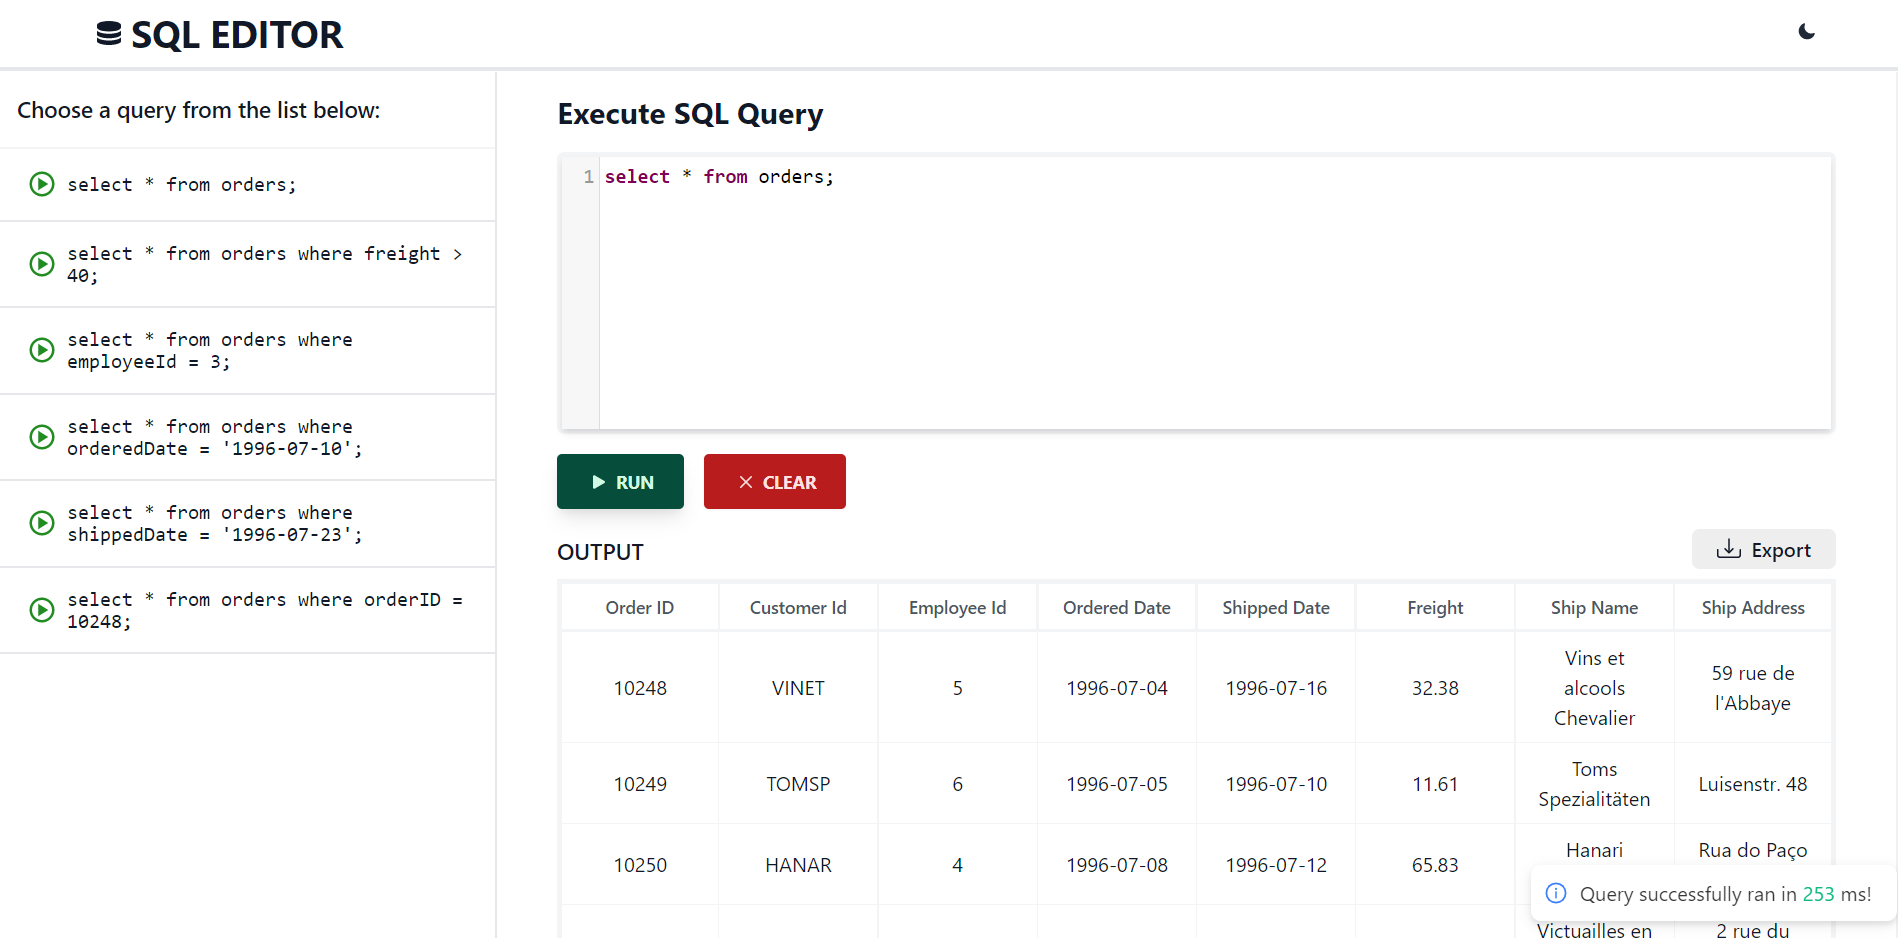 SQL EDITOR
Choose a query from the list below:
select * from orders;
select * from orders where freight >
40;
select * from orders where
employeeId = 3;
select * from orders where
orderedDate = '1996-07-10';
select * from orders where
shippedDate = '1996-07-23';
select * from orders where orderID =
10248;
Execute SQL Query
1 select * from orders;
RUN
CLEAR
OUTPUT
Export
Order ID Customer Id Employee Id Ordered Date Shipped Date Freight Ship Name Ship Address
10248 VINET 5 1996-07-04 1996-07-16 32.38 Vins et
alcools
Chevalier
59 rue de
l'Abbaye
10249 TOMSP 6 1996-07-05 1996-07-10 11.61 Toms
Spezialitäten
Luisenstr. 48
10250 HANAR 4 1996-07-08 1996-07-12 65.83 Hanari
Rua do Paço
Victuailles en
2 rue du
Query successfully ran in 253 ms!